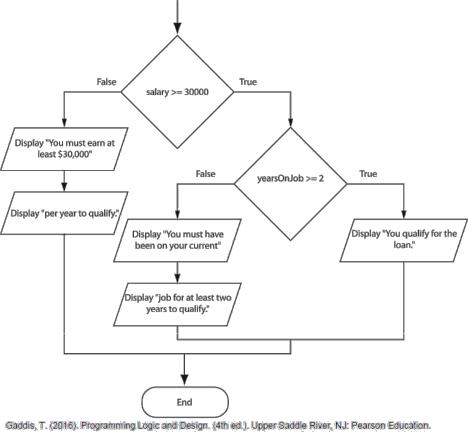 False
True
salary >= 30000
Display "You must earn at
least $30,000"
False
True
yearsOnJob >= 2
Display "per year to qualify."
Display "You must have
been on your current"
Display "You qualify for the
loan."
Display "job for at least two
years to qualify."
End
Gaddis, T. (2016). Programming Logic and Design. (4th ed.). Upper Saddle River, NJ: Pearson Education.